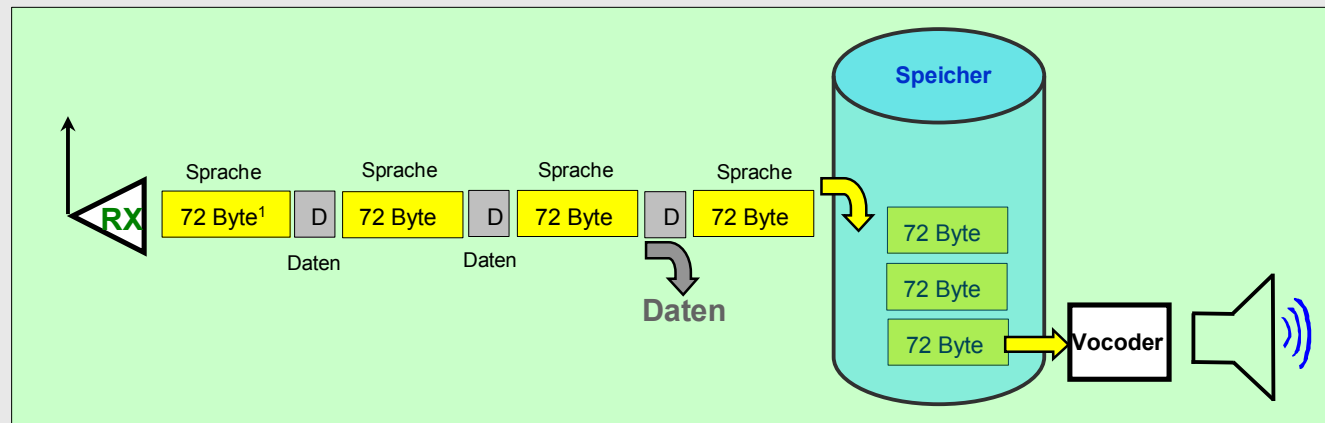 Speicher
Sprache Sprache Sprache Sprache
RX 72 Byte¹ D 72 Byte D 72 Byte D 72 Byte
Daten Daten
Daten
72 Byte
72 Byte
72 Byte
Vocoder